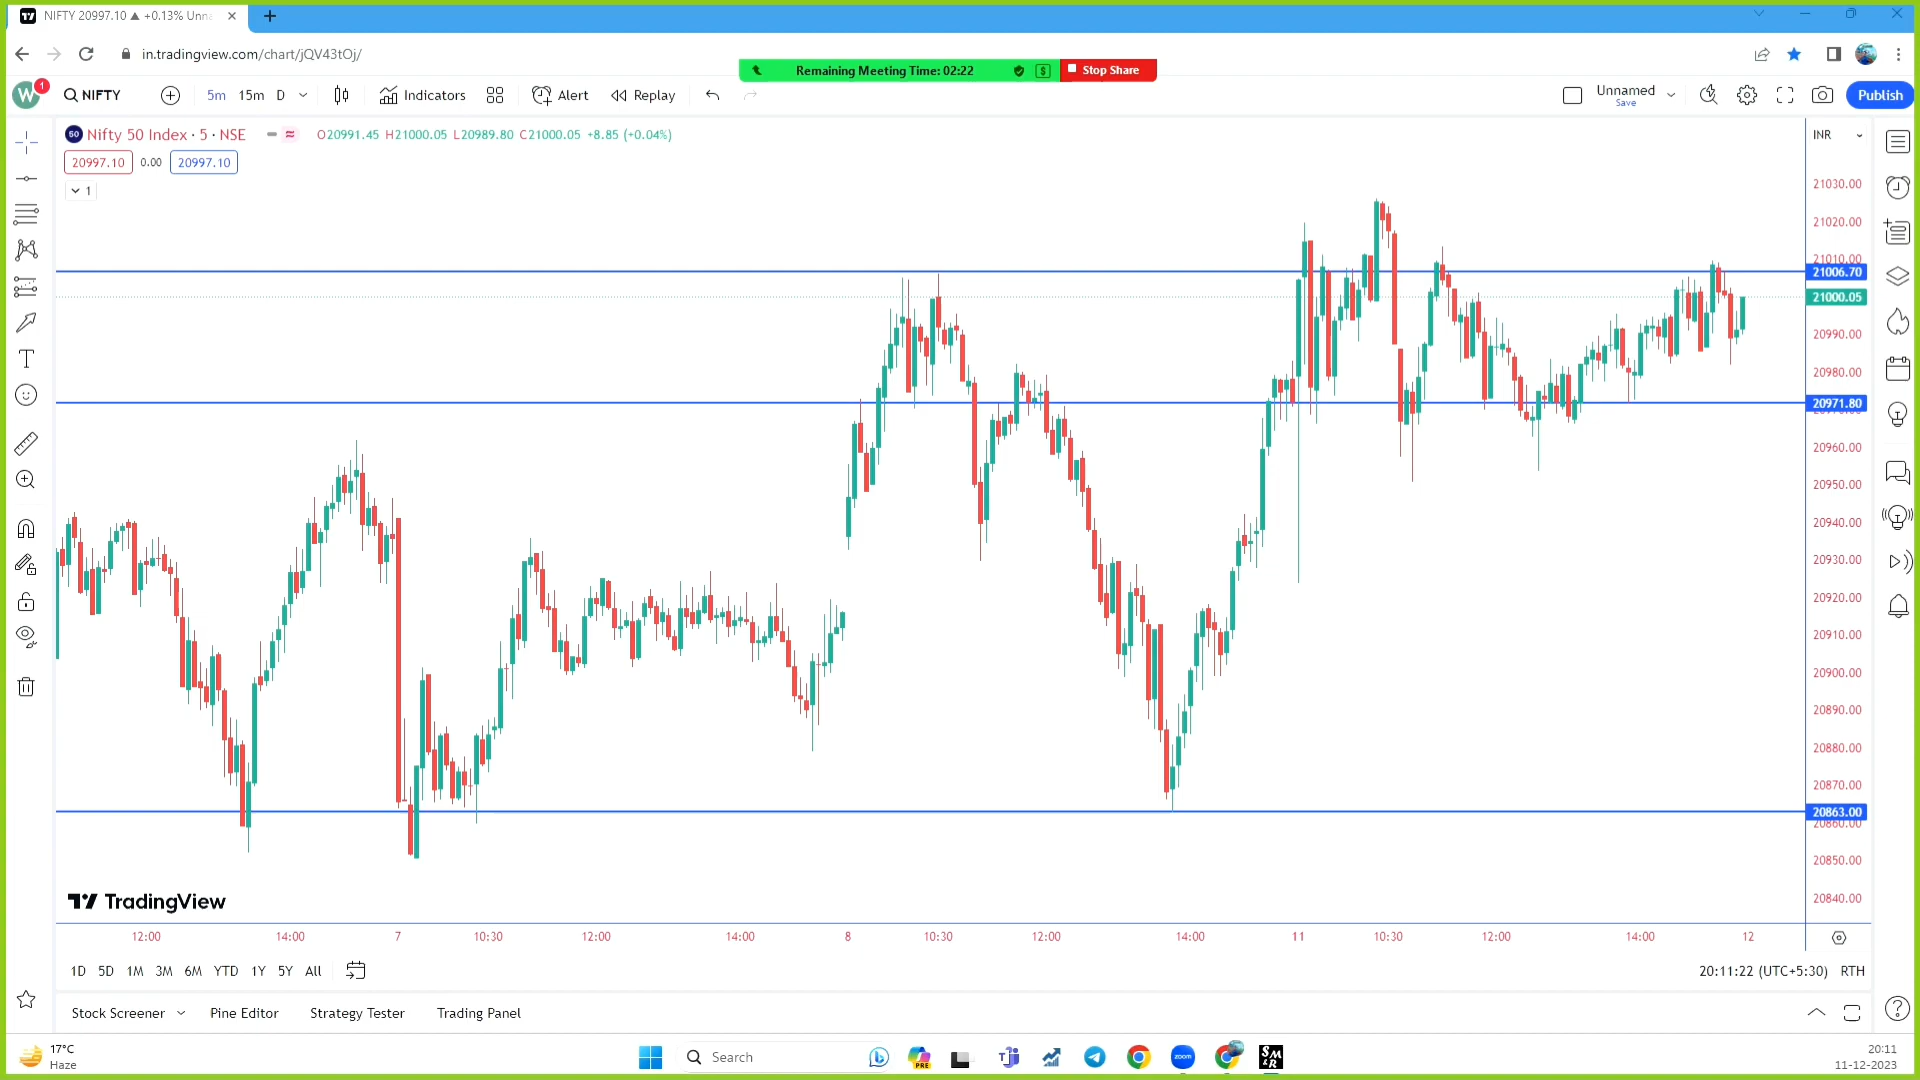 NIFTY 20997.10 ▲ +0.13% Unna
in.tradingview.com/chart/jQV43tOj/
Remaining Meeting Time: 02:22
Stop Share
W 1
NIFTY
5m 15m D
Indicators
Alert
Replay
Unnamed
Save
Publish
50 Nifty 50 Index · 5 · NSE
O20991.45 H21000.05 L20989.80 C21000.05 +8.85 (+0.04%)
INR
20997.10 0.00 20997.10
1
21030.00
21020.00
21010.00
21006.70
21000.05
20990.00
20980.00
20971.80
20960.00
20950.00
20940.00
20930.00
20920.00
20910.00
20900.00
20890.00
20880.00
20870.00
20863.00
20860.00
20850.00
20840.00
TradingView
12:00 14:00 7 10:30 12:00 14:00 8 10:30 12:00 14:00 11 10:30 12:00 14:00 12
1D 5D 1M 3M 6M YTD 1Y 5Y All
20:11:22 (UTC+5:30) RTH
Stock Screener Pine Editor Strategy Tester Trading Panel
17°C
Haze
Search
PRE
zoom
20:11
11-12-2023